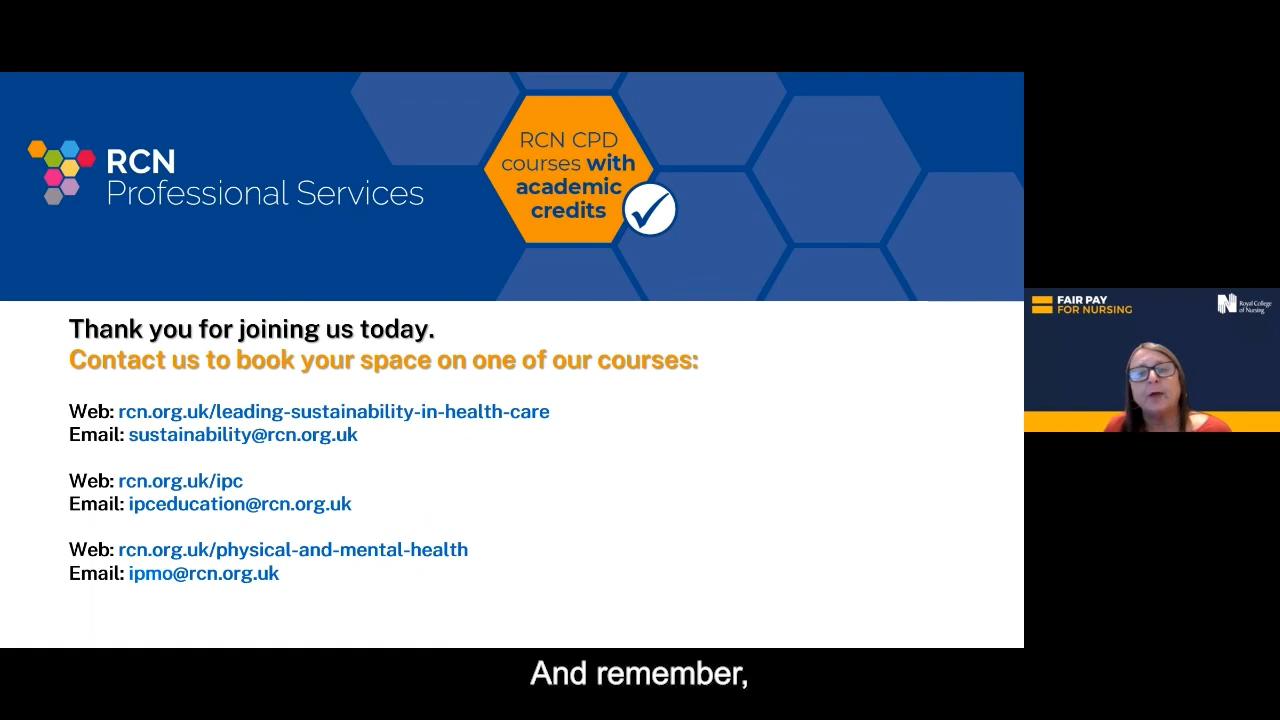 RCN
Professional Services
RCN CPD
courses with
academic
credits
Thank you for joining us today.
Contact us to book your space on one of our courses:
Web: rcn.org.uk/leading-sustainability-in-health-care
Email: sustainability@rcn.org.uk
Web: rcn.org.uk/ipc
Email: ipceducation@rcn.org.uk
Web: rcn.org.uk/physical-and-mental-health
Email: ipmo@rcn.org.uk
FAIR PAY
FOR NURSING
Royal College
of Nursing
And remember,